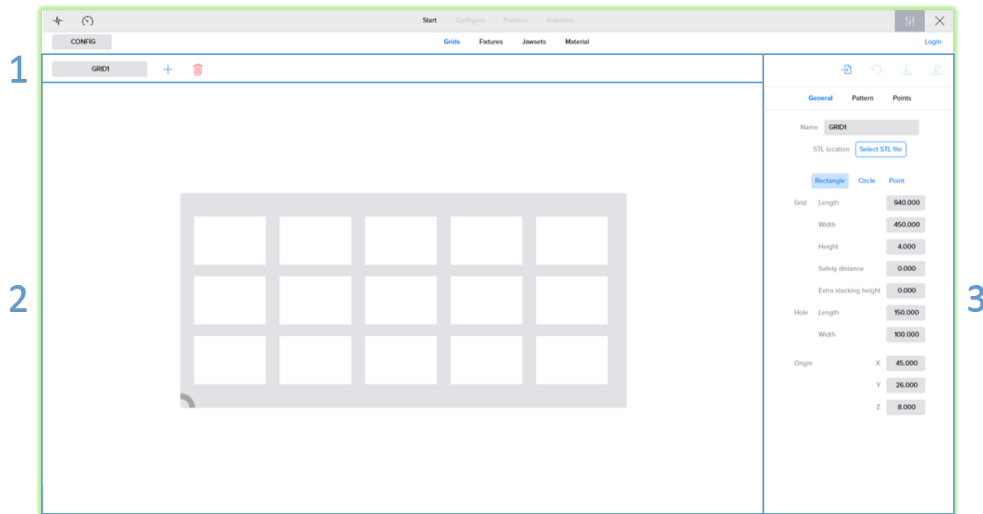 Start Configure Position Automate
CONFIG Grids Fixtures Jawsets Material Login
1 GRID1
General Pattern Points
Name GRID1
STL location Select STL file
Rectangle Circle Point
Grid Length 940.000
Width 450.000
Height 4.000
Safety distance 0.000
Extra stacking height 0.000
2 3
Hole Length 150.000
Width 100.000
Origin X 45.000
Y 26.000
Z 8.000